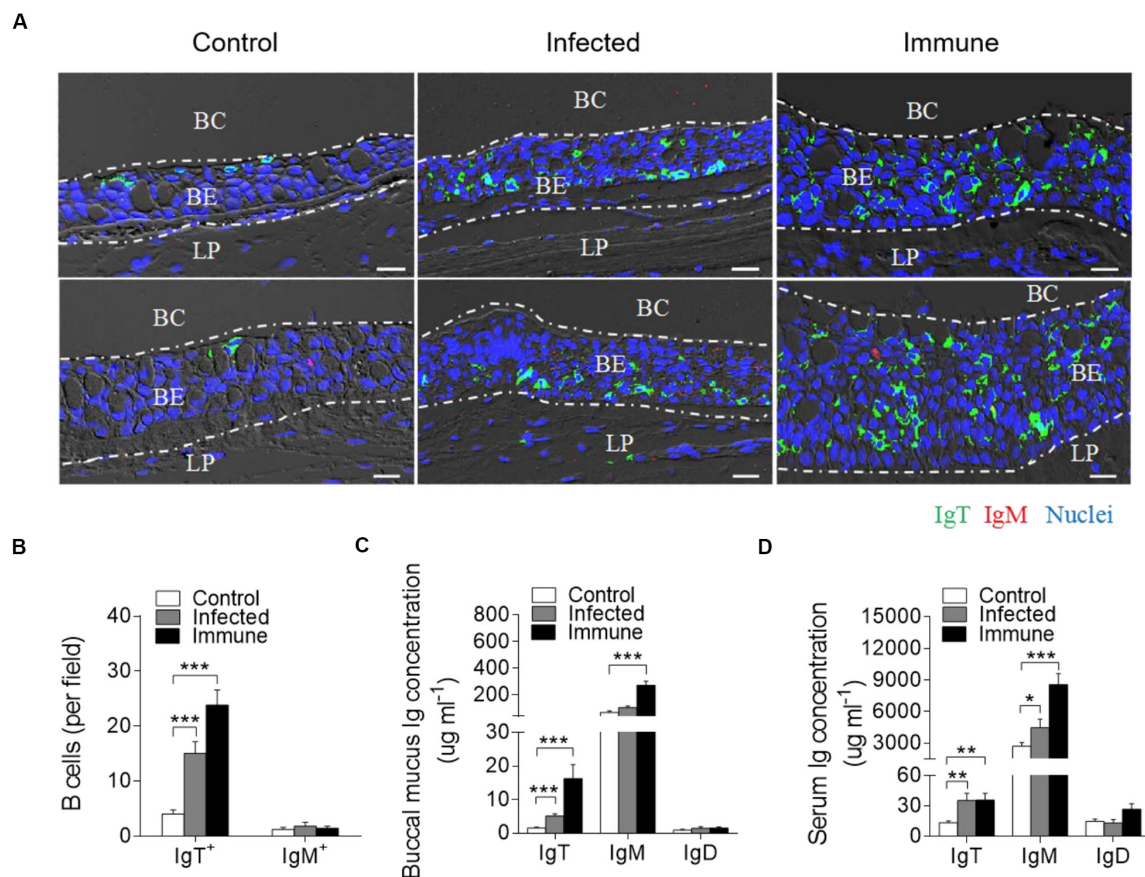 A
Control Infected Immune
BC BC BC
BE BE BE
LP LP LP
BC BC BC
BE BE BE
LP LP LP
IgT IgM Nuclei
B
B cells (per field)
40
30
20
10
0
Control
Infected
Immune
***
***
IgT+ IgM+
C
Buccal mucus Ig concentration
(ug ml-1)
800
600
400
200
30
20
10
0
Control
Infected
Immune
***
***
***
IgT IgM IgD
D
Serum Ig concentration
(ug ml-1)
15000
12000
9000
6000
3000
60
30
0
Control
Infected
Immune
***
*
**
**
IgT IgM IgD